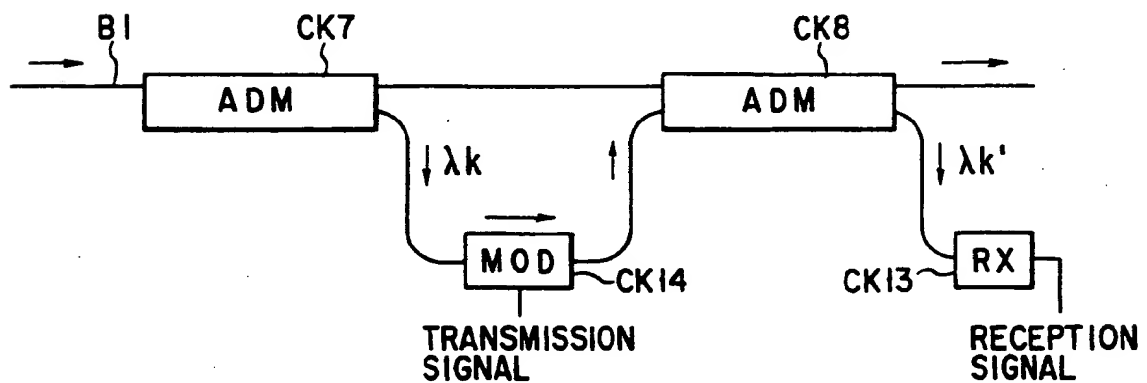 B1
CK7
CK8
ADM
ADM
λk
λk'
MOD
CK14
CK13
RX
TRANSMISSION
SIGNAL
RECEPTION
SIGNAL